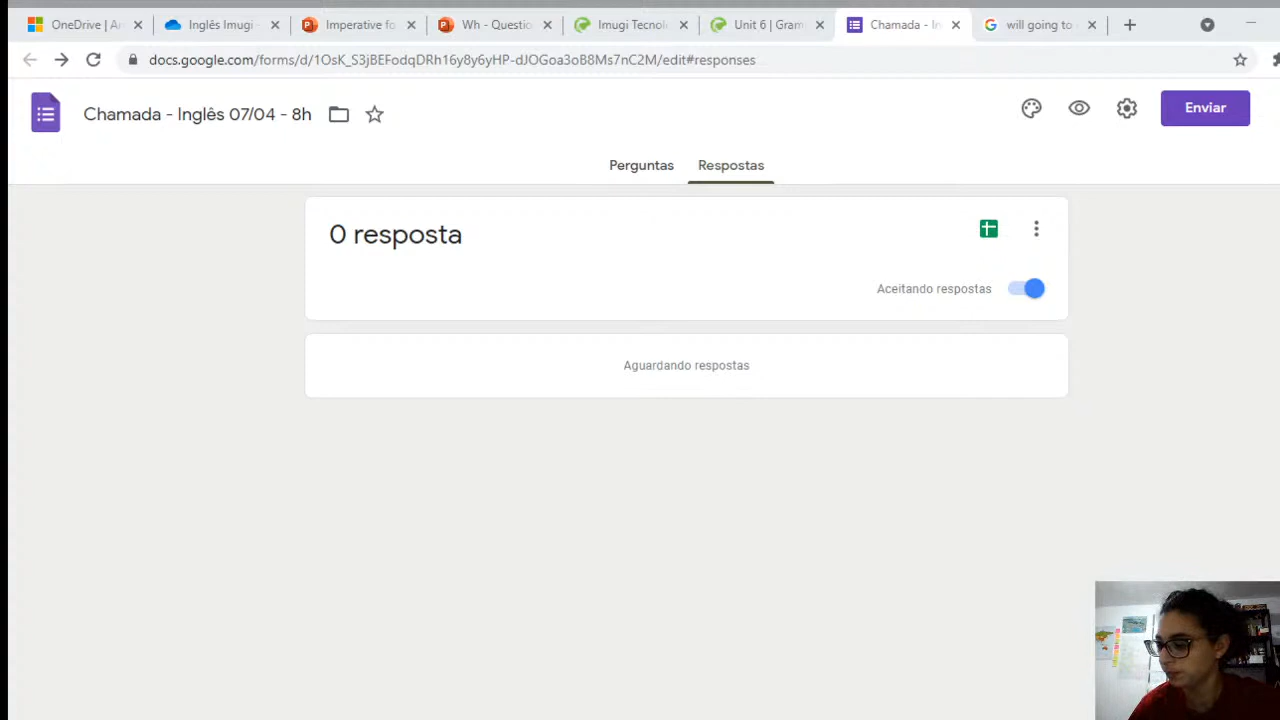 OneDrive | Ar
Inglês Imugi
Imperative fo
Wh - Questio
Imugi Tecnol
Unit 6 | Gram
Chamada - In
will going to
docs.google.com/forms/d/1OsK_S3jBEFodqDRh16y8y6yHP-dJOGoa3oB8Ms7nC2M/edit#responses
Chamada - Inglês 07/04 - 8h
Enviar
Perguntas
Respostas
0 resposta
Aceitando respostas
Aguardando respostas